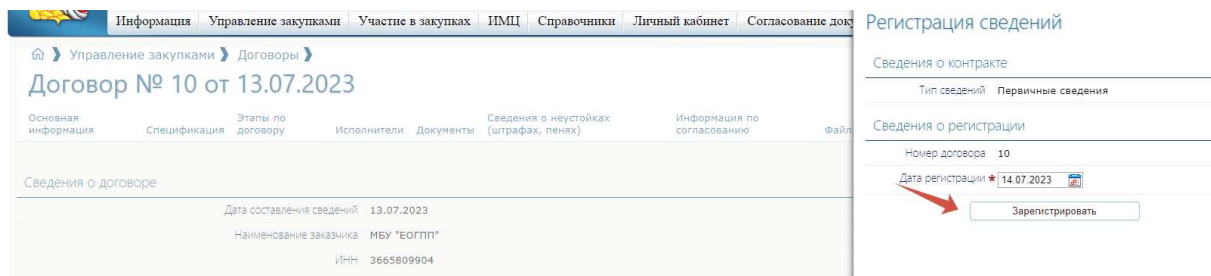 Информация Управление закупками Участие в закупках ИМЦ Справочники Личный кабинет Согласование доку
Управление закупками Договоры
Договор № 10 от 13.07.2023
Основная информация Спецификация Этапы по договору Исполнители Документы Сведения о неустойках (штрафах, пенях) Информация по согласованию Файл
Сведения о договоре
Дата составления сведений 13.07.2023
Наименование заказчика МБУ "ЕОГПП"
ИНН 3665809904
Регистрация сведений
Сведения о контракте
Тип сведений Первичные сведения
Сведения о регистрации
Номер договора 10
Дата регистрации * 14.07.2023
Зарегистрировать